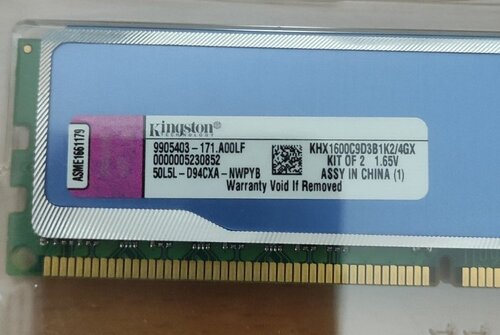 Kingston
TECHNOLOGY
9905403-171.A00LF
0000005230852
50L5L-D94CXA-NWPYB
Warranty Void If Removed
KHX1600C9D3B1K2/4GX
KIT OF 2 1.65V
ASSY IN CHINA (1)
ASME1661179